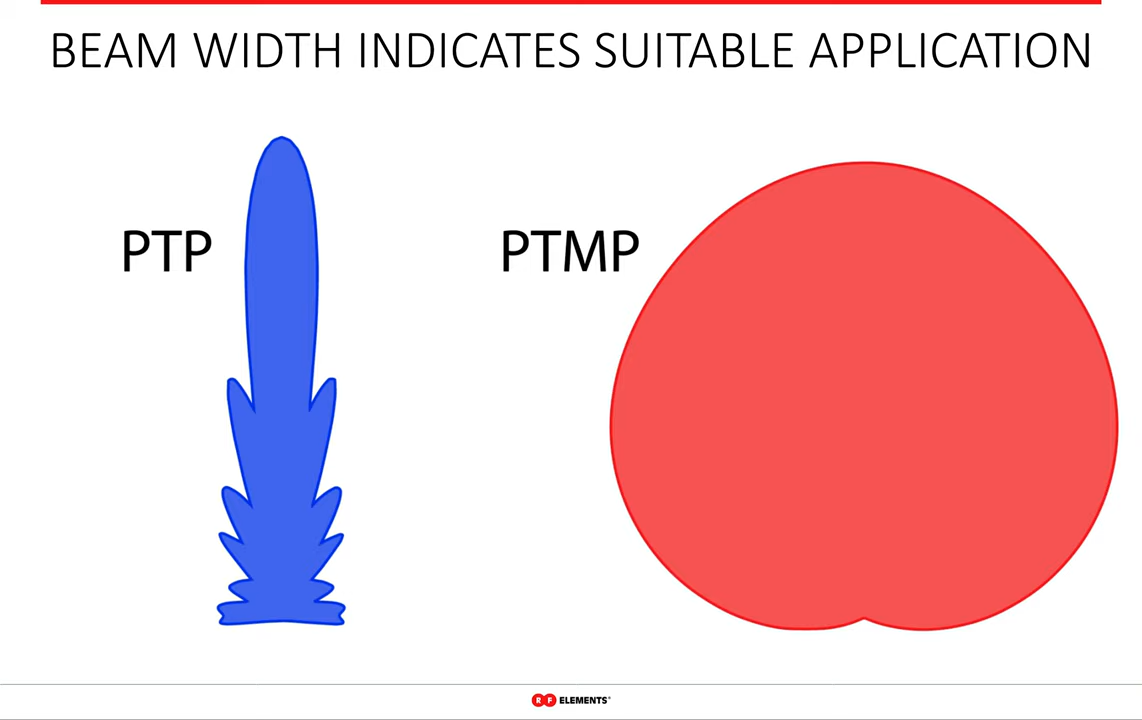 BEAM WIDTH INDICATES SUITABLE APPLICATION
PTP
PTMP
RF ELEMENTS®